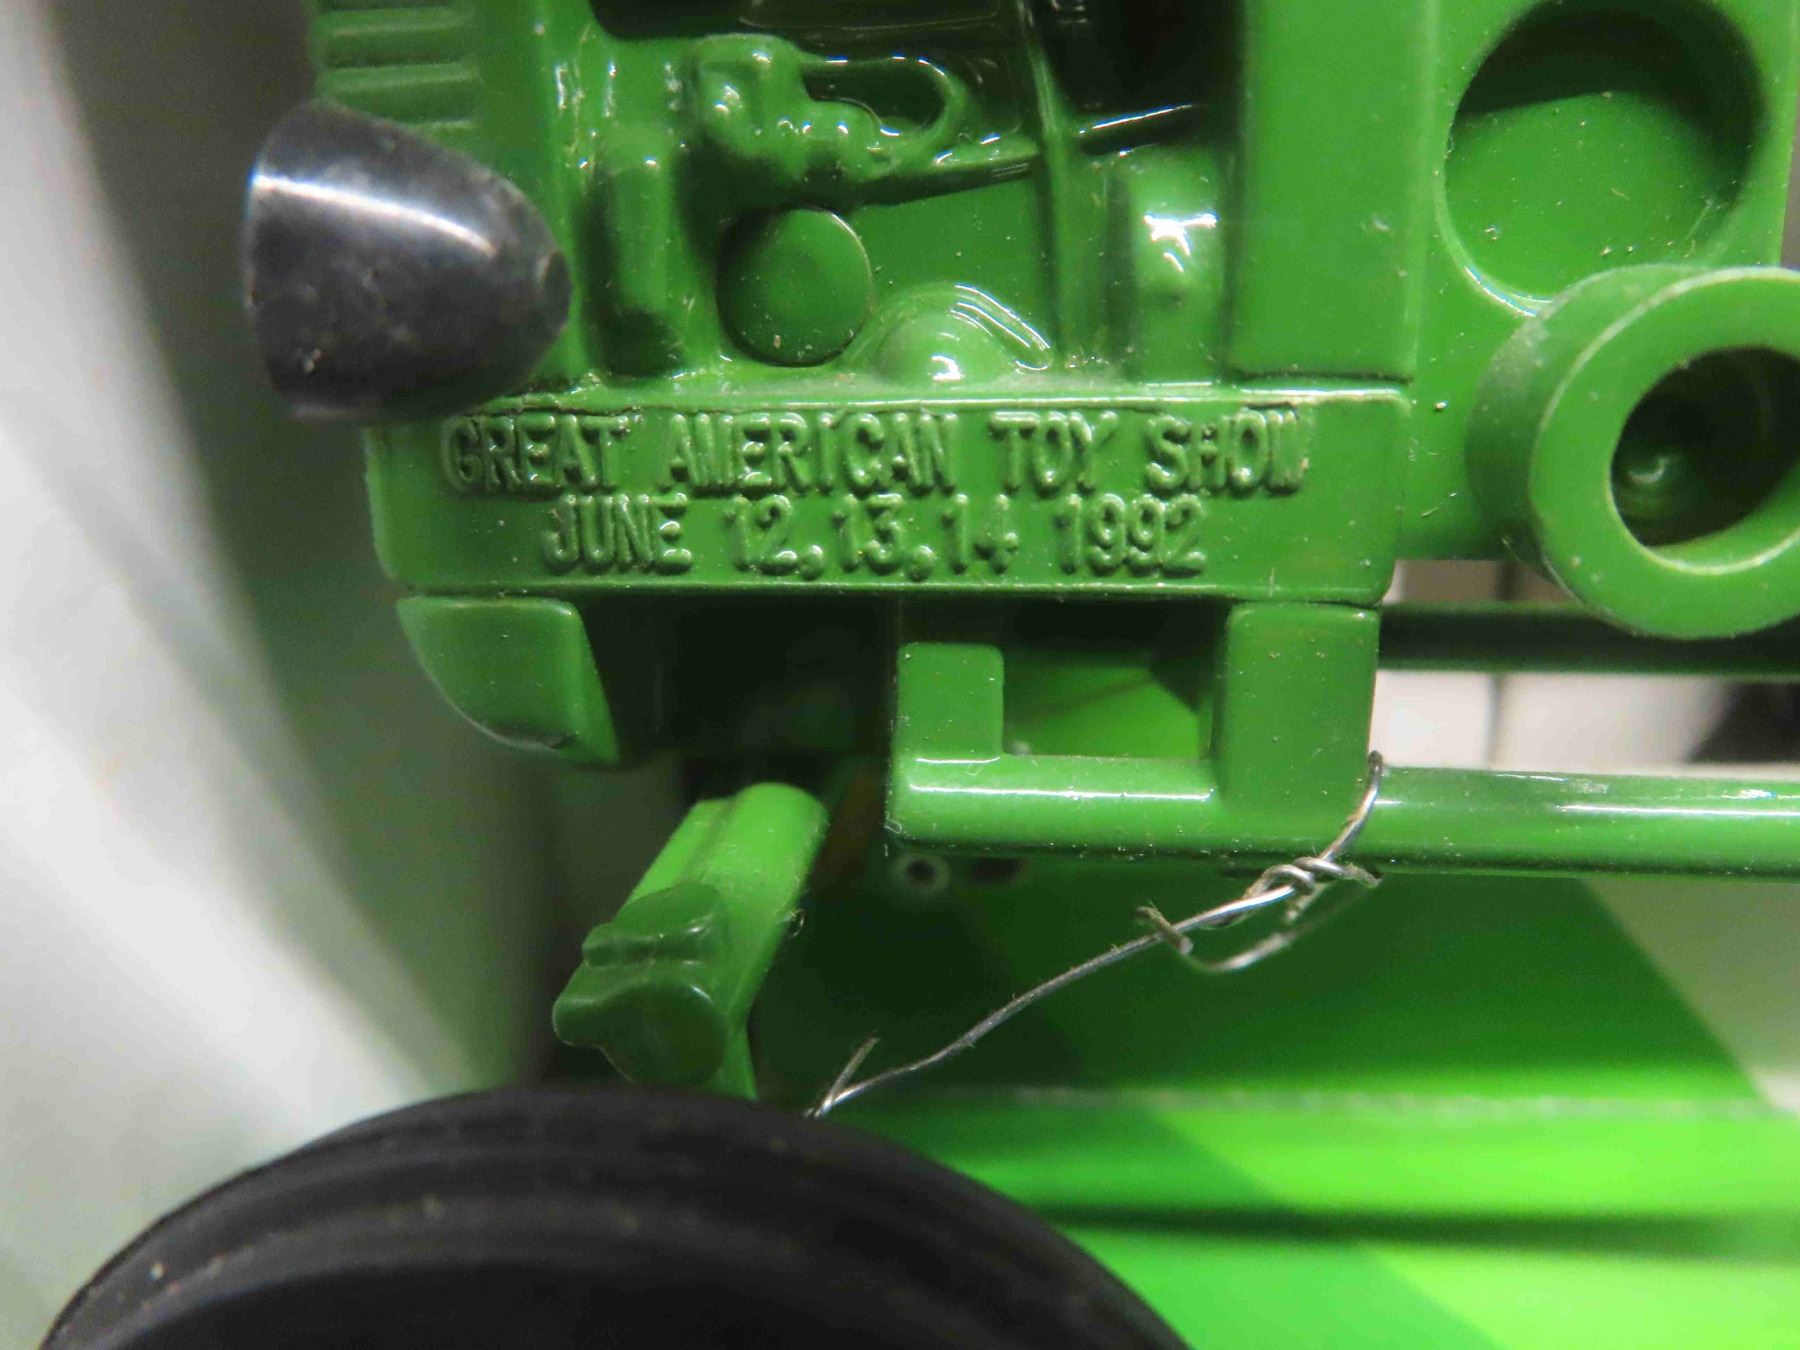 GREAT AMERICAN TOY SHOW
JUNE 12,13,14 1992